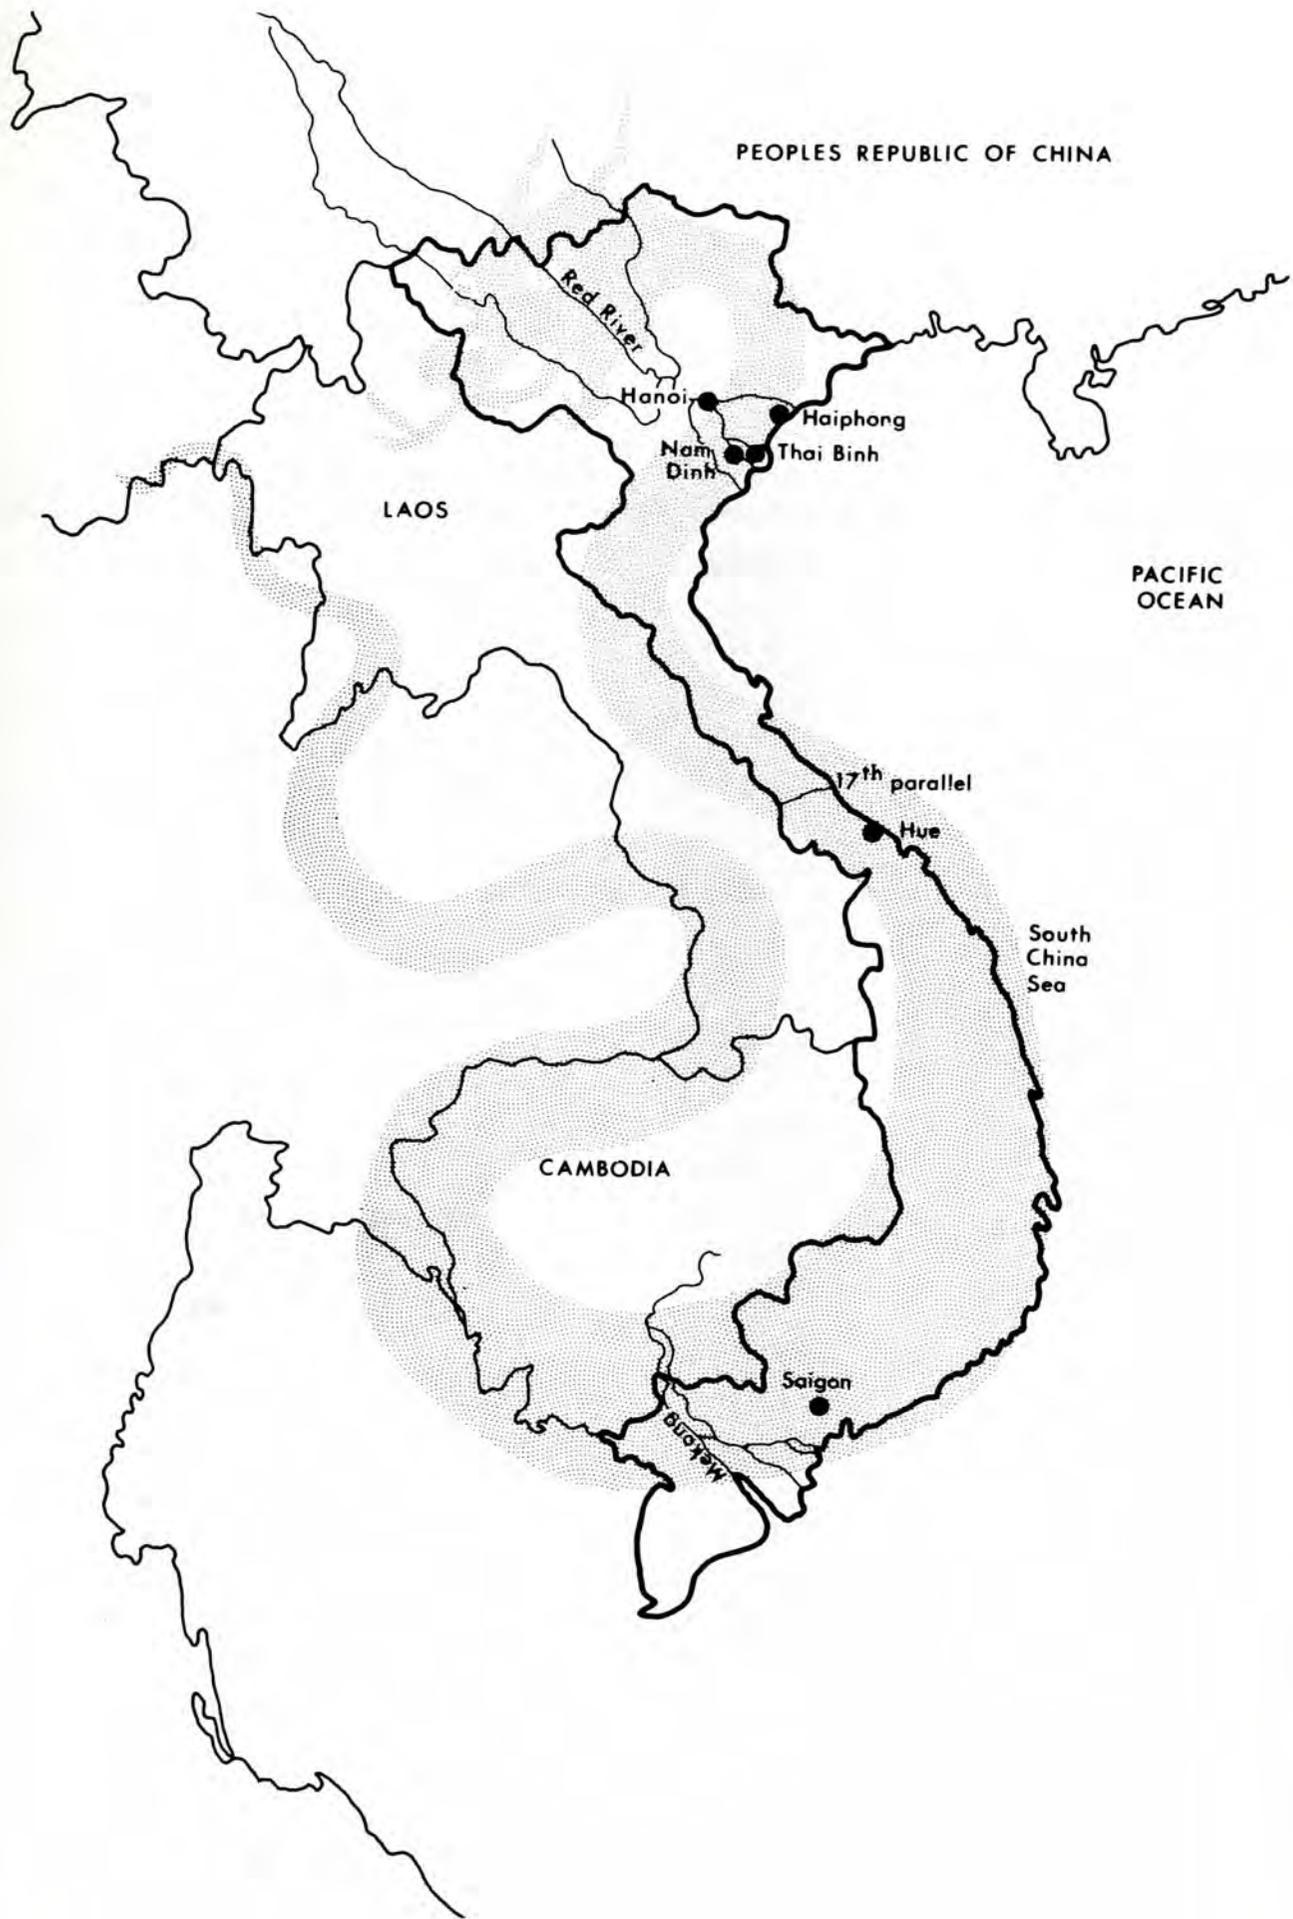 PEOPLES REPUBLIC OF CHINA
Red River
Hanoi
Haiphong
Nam
Dinh
Thai Binh
LAOS
PACIFIC
OCEAN
17th parallel
Hue
South
China
Sea
CAMBODIA
Saigon
Mekong